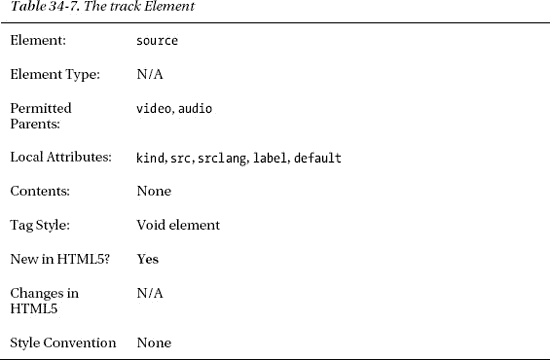 Table 34-7. The track Element
Element: source
Element Type: N/A
Permitted Parents: video, audio
Local Attributes: kind, src, srclang, label, default
Contents: None
Tag Style: Void element
New in HTML5? Yes
Changes in HTML5 N/A
Style Convention None